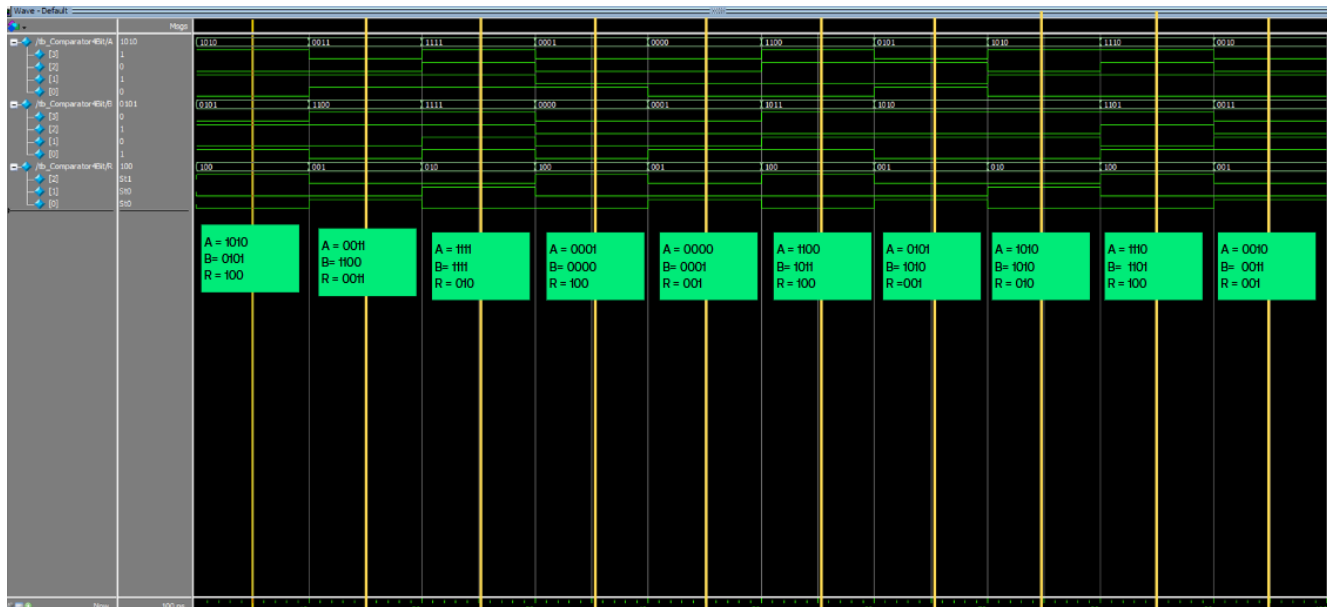 Wave - Default
Msgs
/tb_Comparator4Bit/A 1010 1010 0011 1111 0001 0000 1100 0101 1010 1110 0010
[3] 1
[2] 0
[1] 1
[0] 0
/tb_Comparator4Bit/B 0101 0101 1100 1111 0000 0001 1011 1010 1101 0011
[3] 0
[2] 1
[1] 0
[0] 1
/tb_Comparator4Bit/R 100 100 001 010 100 001 100 001 010 100 001
[2] St1
[1] St0
[0] St0
A = 1010
B= 0101
R = 100
A = 0011
B= 1100
R = 0011
A = 1111
B= 1111
R = 010
A = 0001
B= 0000
R = 100
A = 0000
B= 0001
R = 001
A = 1100
B= 1011
R = 100
A = 0101
B= 1010
R =001
A = 1010
B= 1010
R = 010
A = 1110
B= 1101
R = 100
A = 0010
B= 0011
R = 001
Now